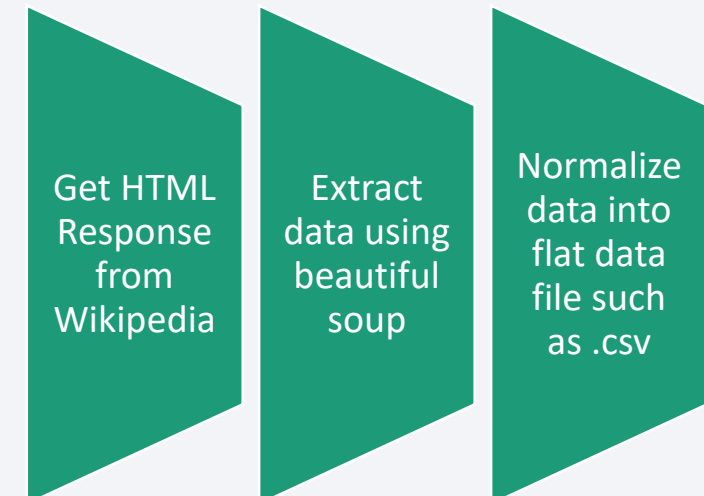 Get HTML
Response
from
Wikipedia
Extract
data using
beautiful
soup
Normalize
data into
flat data
file such
as .csv